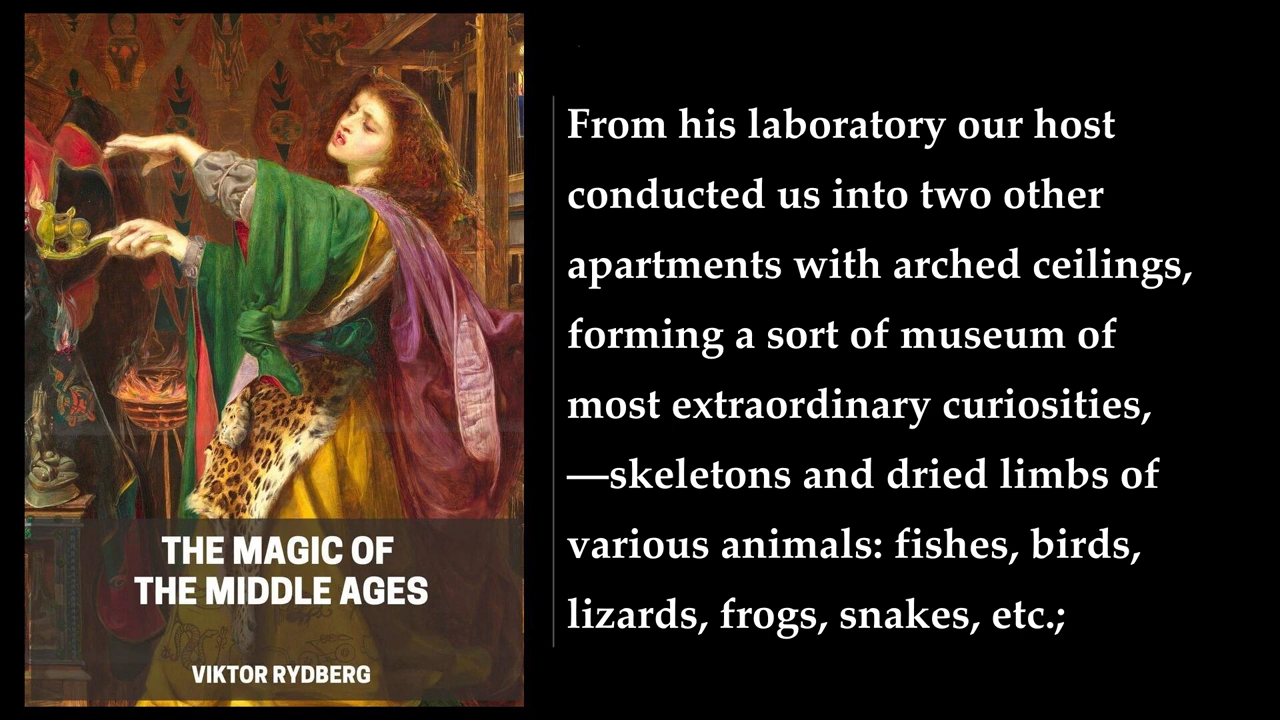 THE MAGIC OF
THE MIDDLE AGES
VIKTOR RYDBERG
From his laboratory our host
conducted us into two other
apartments with arched ceilings,
forming a sort of museum of
most extraordinary curiosities,
—skeletons and dried limbs of
various animals: fishes, birds,
lizards, frogs, snakes, etc.;